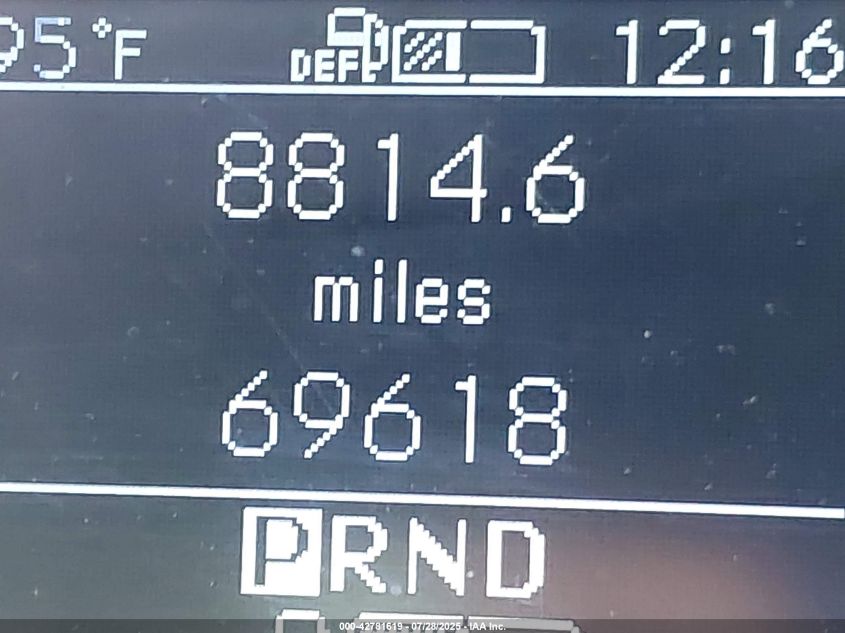 95°F DEF 12:16
8814.6
miles
69618
PRND
000-42781619 - 07/28/2025 - IAA Inc.